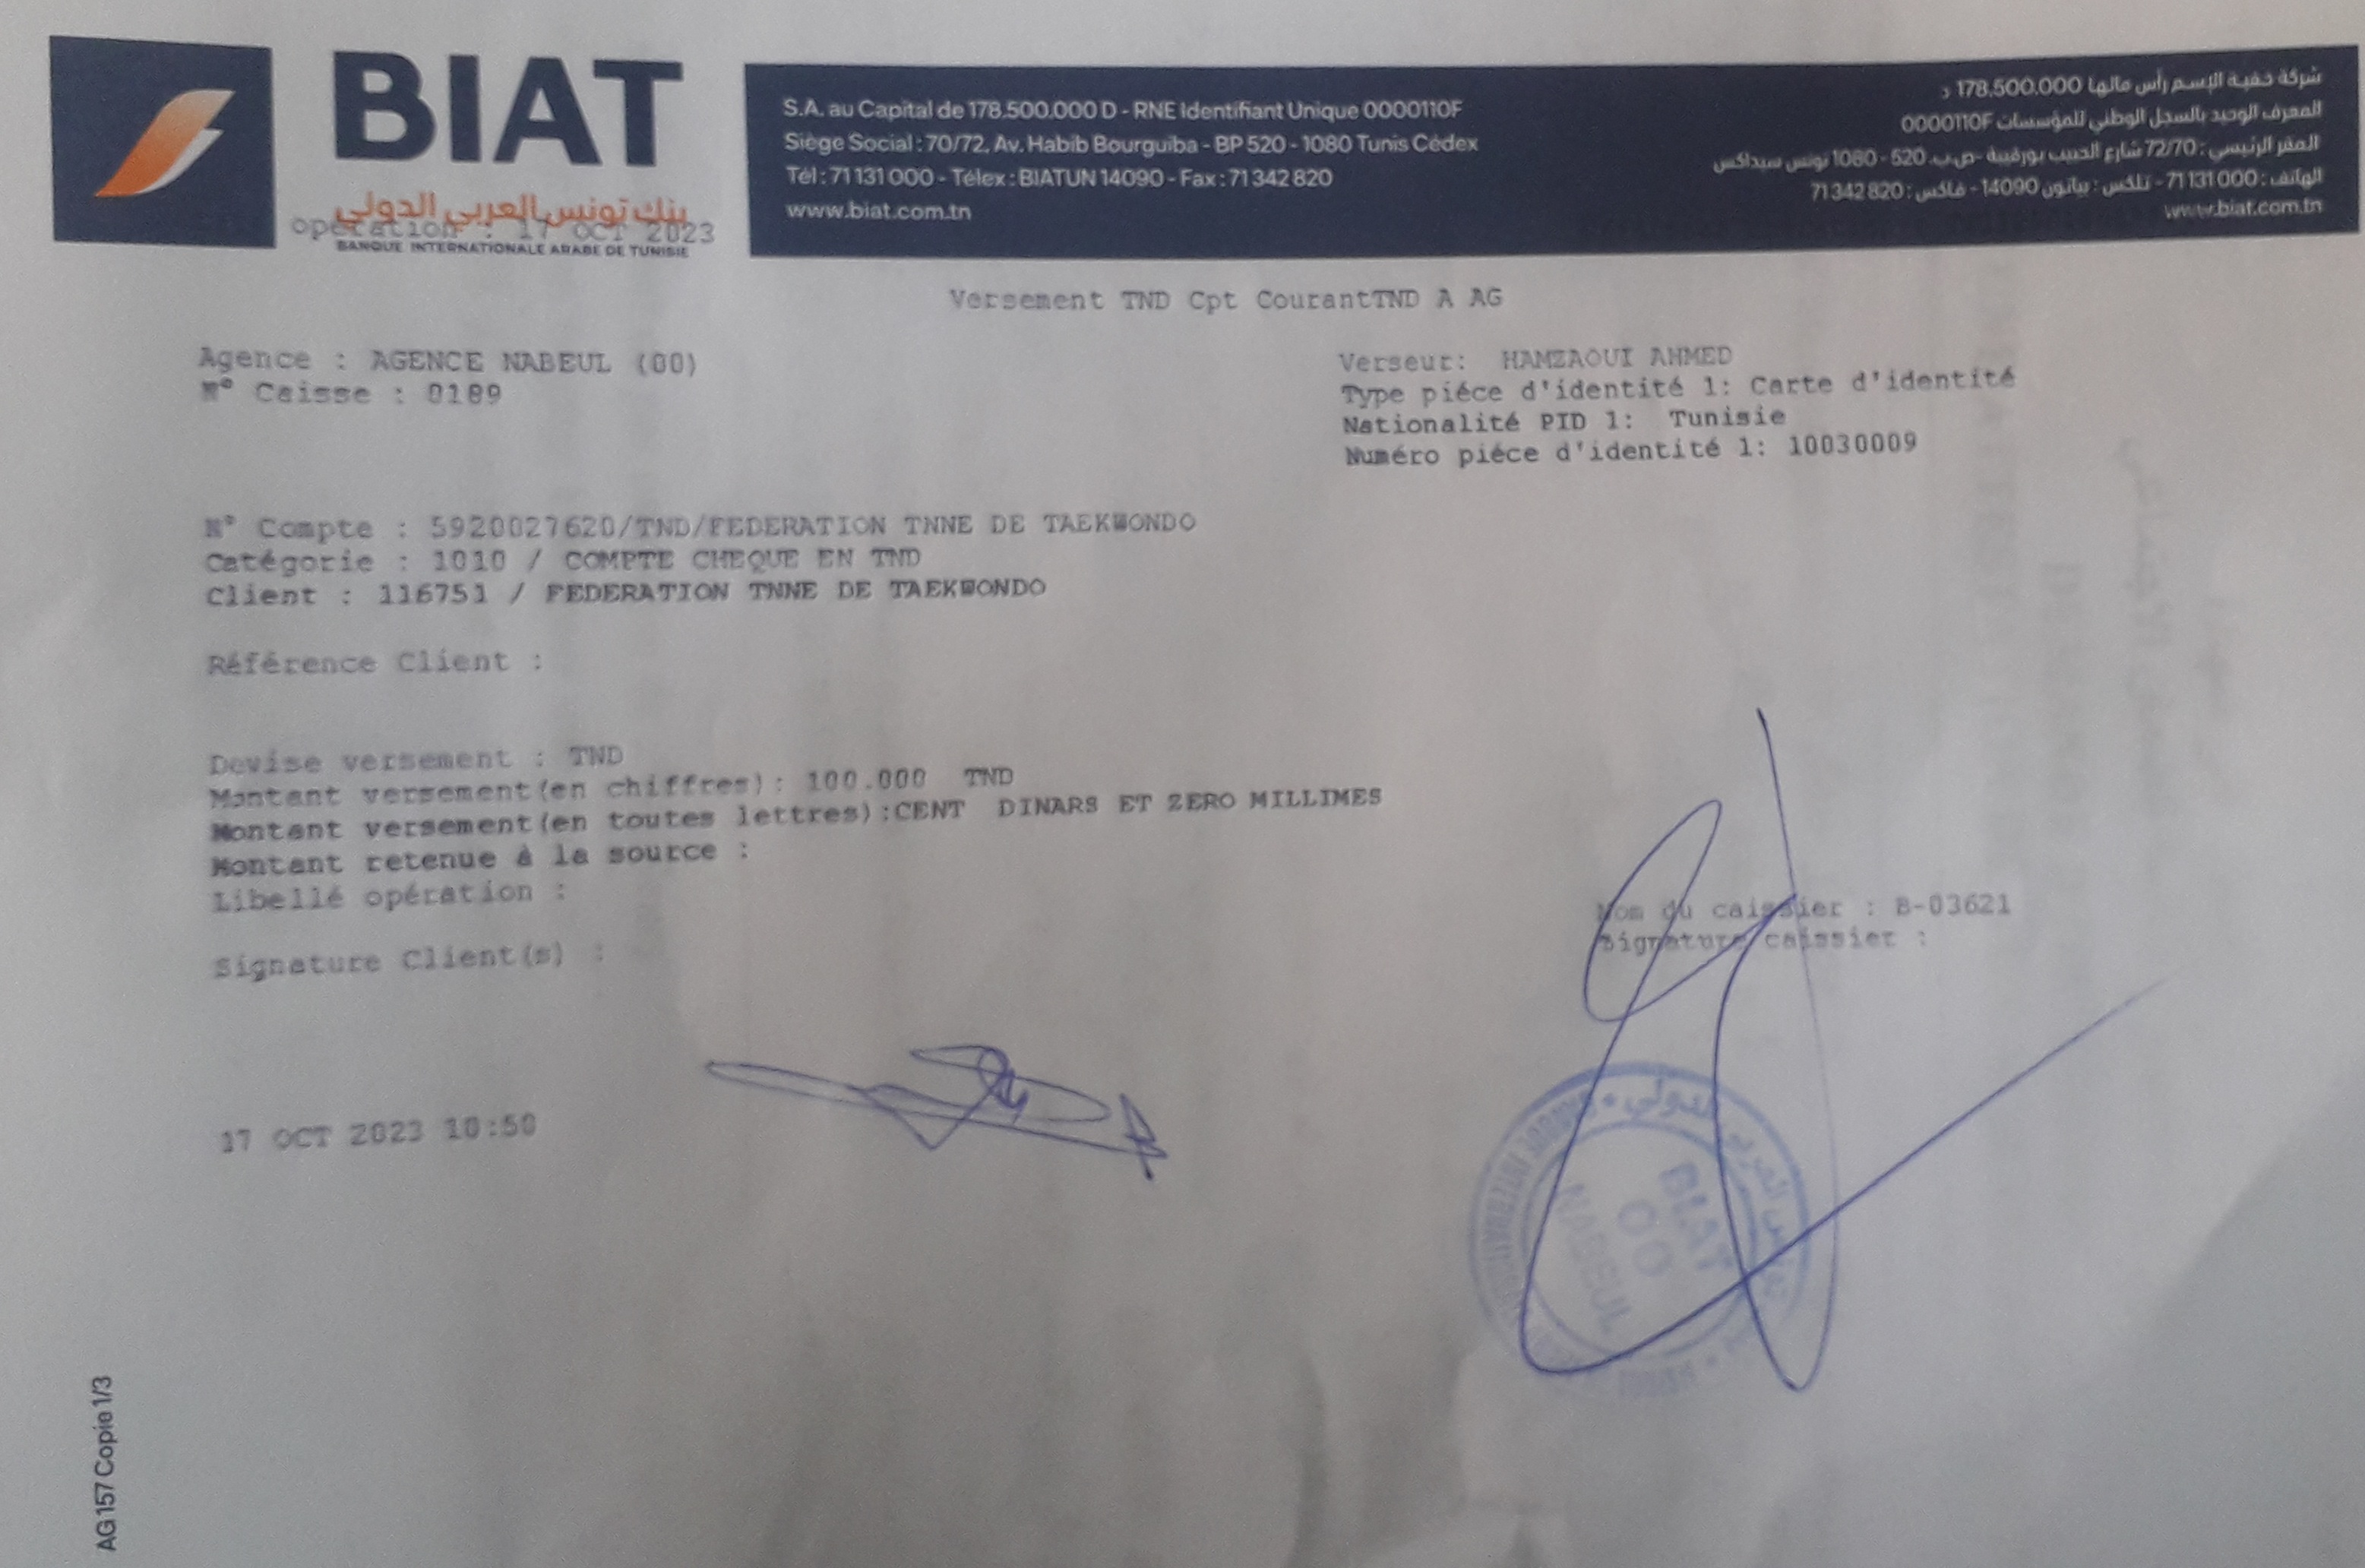 BIAT
بنك تونس العربي الدولي
opération : 17 OCT 2023
BANQUE INTERNATIONALE ARABE DE TUNISIE
S.A. au Capital de 178.500.000 D - RNE Identifiant Unique 0000110F
Siège Social : 70/72, Av. Habib Bourguiba - BP 520 - 1080 Tunis Cédex
Tél : 71 131 000 - Télex : BIATUN 14090 - Fax : 71 342 820
www.biat.com.tn
شركة خفية الإسم رأس مالها 178.500.000 د
المعرف الوحيد بالسجل الوطني للمؤسسات 0000110F
المقر الرئيسي : 72/70 شارع الحبيب بورقيبة -ص.ب. 520 - 1080 تونس سيداكس
الهاتف : 71 131 000 - تلكس : بياتون 14090 - فاكس : 71 342 820
www.biat.com.tn
Versement TND Cpt CourantTND A AG
Agence : AGENCE NABEUL (00)
N° Caisse : 0189
Verseur: HAMZAOUI AHMED
Type piéce d'identité 1: Carte d'identité
Nationalité PID 1: Tunisie
Numéro piéce d'identité 1: 10030009
N° Compte : 5920027620/TND/FEDERATION TNNE DE TAEKWONDO
Catégorie : 1010 / COMPTE CHEQUE EN TND
Client : 116751 / FEDERATION TNNE DE TAEKWONDO
Référence Client :
Devise versement : TND
Montant versement(en chiffres): 100.000 TND
Montant versement(en toutes lettres):CENT DINARS ET ZERO MILLIMES
Montant retenue à la source :
Libellé opération :
Nom du caissier : B-03621
Signature caissier :
Signature Client(s) :
17 OCT 2023 10:50
BIAT
00
NABEUL
AG 157 Copie 1/3